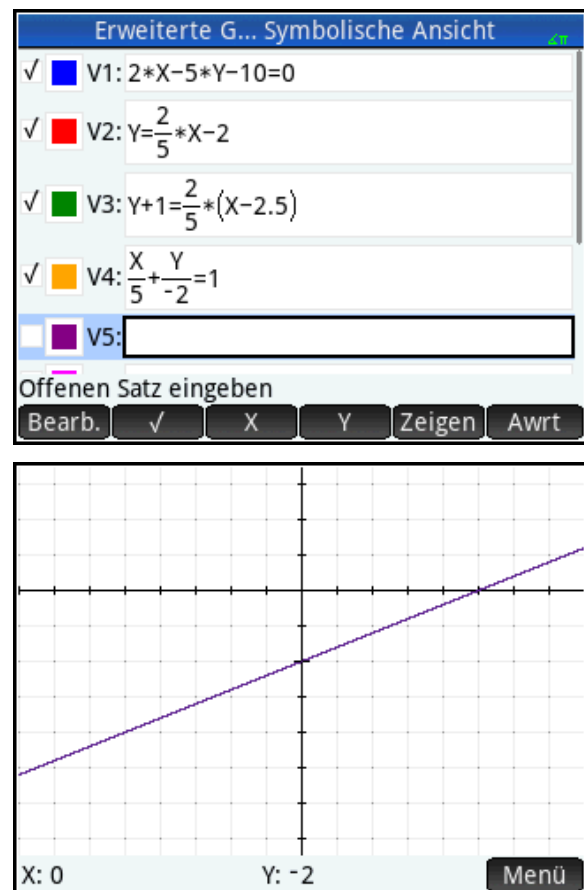 Erweiterte G... Symbolische Ansicht ∡π
√ V1: 2*X−5*Y−10=0
√ V2: Y=2/5*X−2
√ V3: Y+1=2/5*(X−2.5)
√ V4: X/5+Y/-2=1
V5:
Offenen Satz eingeben
Bearb. √ X Y Zeigen Awrt
X: 0 Y: -2 Menü